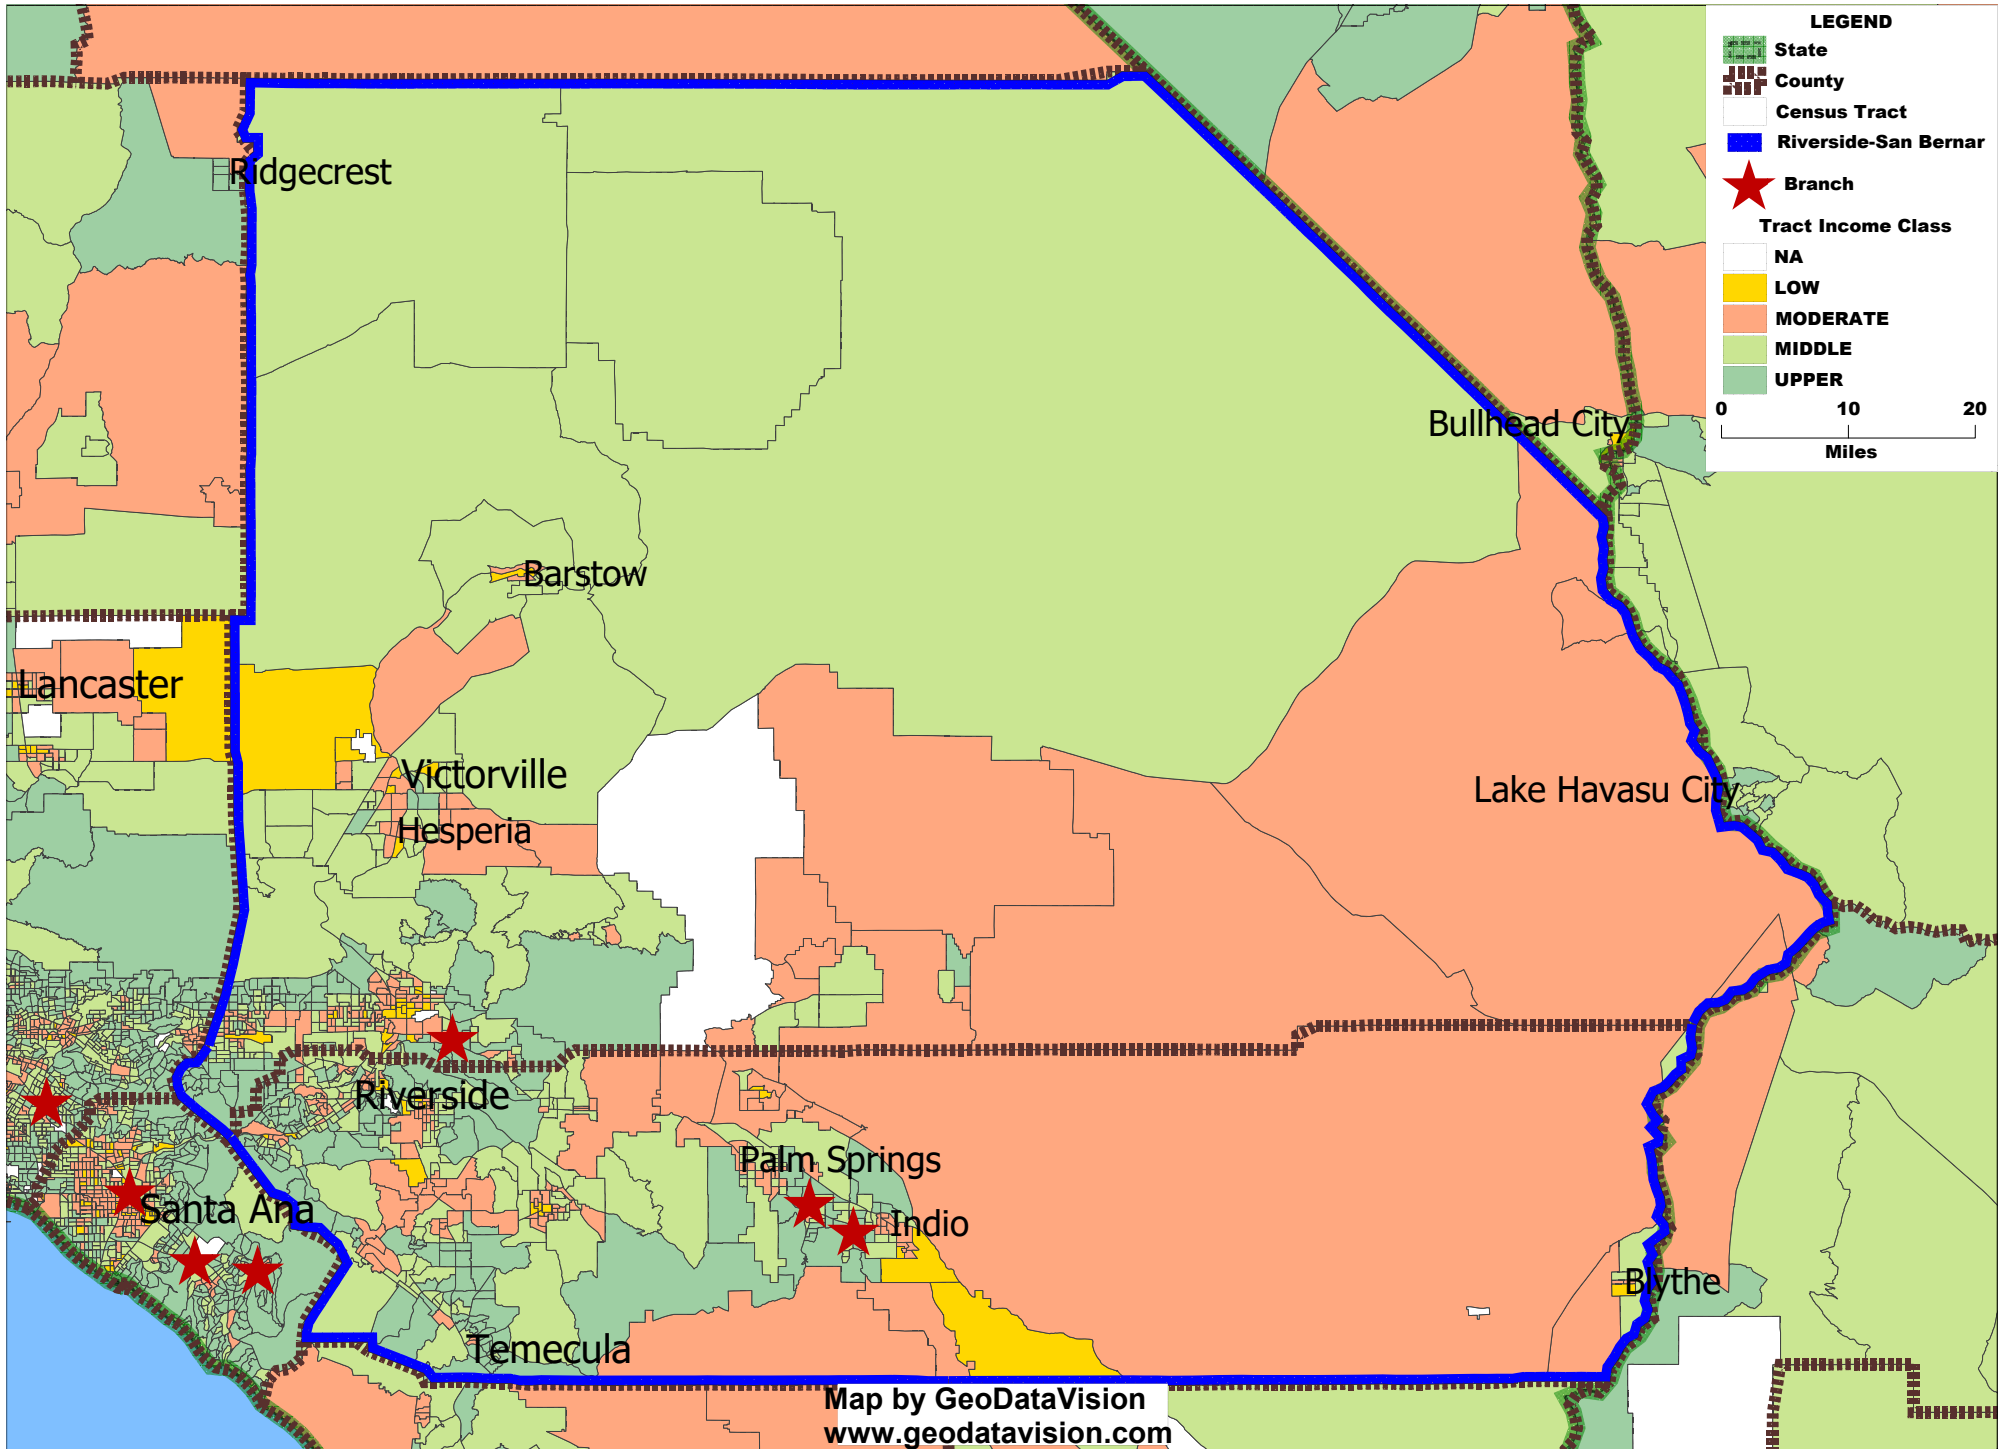 LEGEND
State
County
Census Tract
Riverside-San Bernar
Branch
Tract Income Class
NA
LOW
MODERATE
MIDDLE
UPPER
0 10 20
Miles
Ridgecrest
Bullhead City
Barstow
Lancaster
Victorville
Lake Havasu City
Hesperia
Riverside
Palm Springs
Santa Ana
Indio
Blythe
Temecula
Map by GeoDataVision
www.geodatavision.com